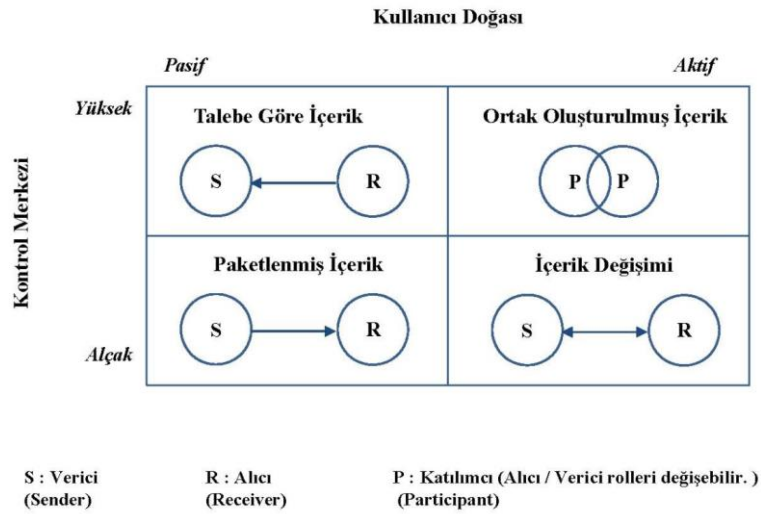 Kullanıcı Doğası
Pasif
Aktif
Yüksek
Kontrol Merkezi
Alçak
Talebe Göre İçerik
S
R
Ortak Oluşturulmuş İçerik
P
P
Paketlenmiş İçerik
S
R
İçerik Değişimi
S
R
S : Verici
(Sender)
R : Alıcı
(Receiver)
P : Katılımcı (Alıcı / Verici rolleri değişebilir. )
(Participant)